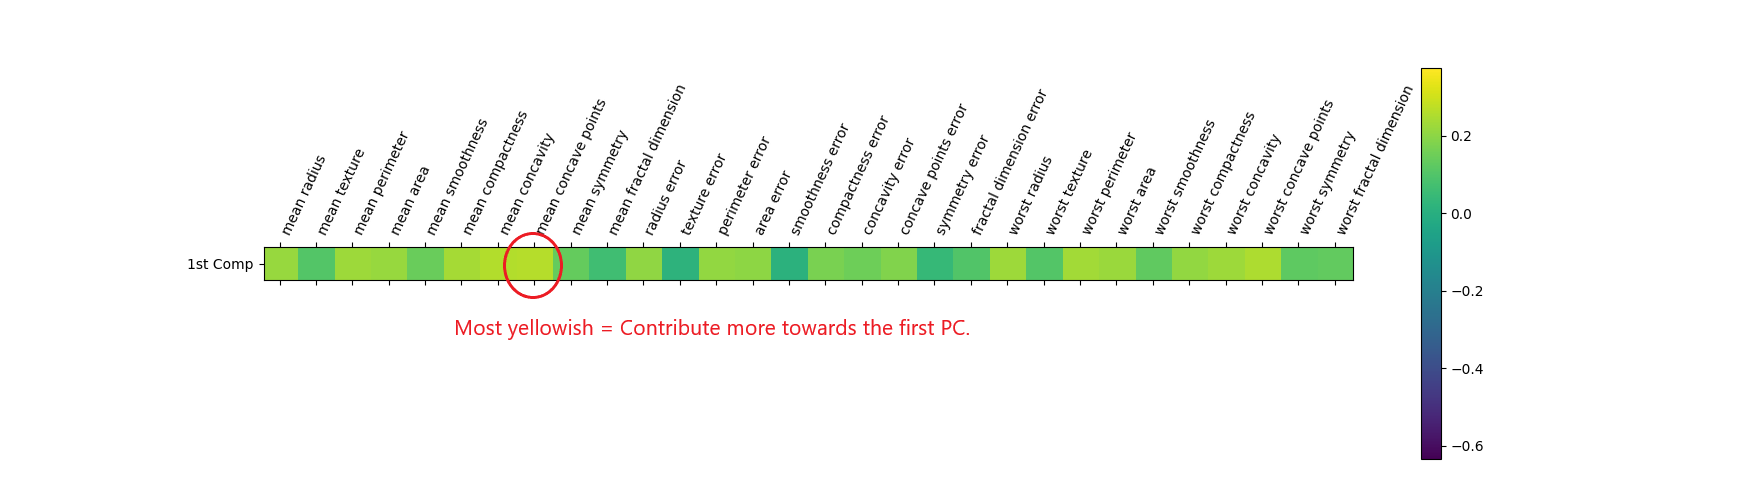 mean radius
mean texture
mean perimeter
mean area
mean smoothness
mean compactness
mean concavity
mean concave points
mean symmetry
mean fractal dimension
radius error
texture error
perimeter error
area error
smoothness error
compactness error
concavity error
concave points error
symmetry error
fractal dimension error
worst radius
worst texture
worst perimeter
worst area
worst smoothness
worst compactness
worst concavity
worst concave points
worst symmetry
worst fractal dimension
1st Comp
Most yellowish = Contribute more towards the first PC.
0.2
0.0
−0.2
−0.4
−0.6